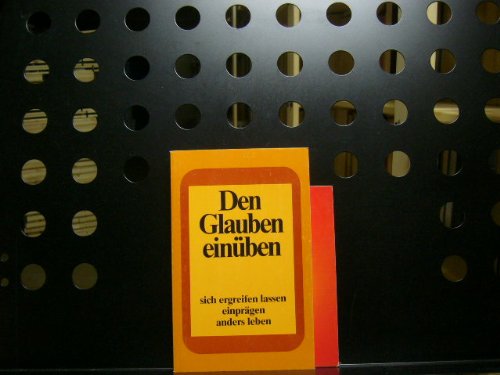 Den
Glauben
einüben
sich ergreifen lassen
einprägen
anders leben